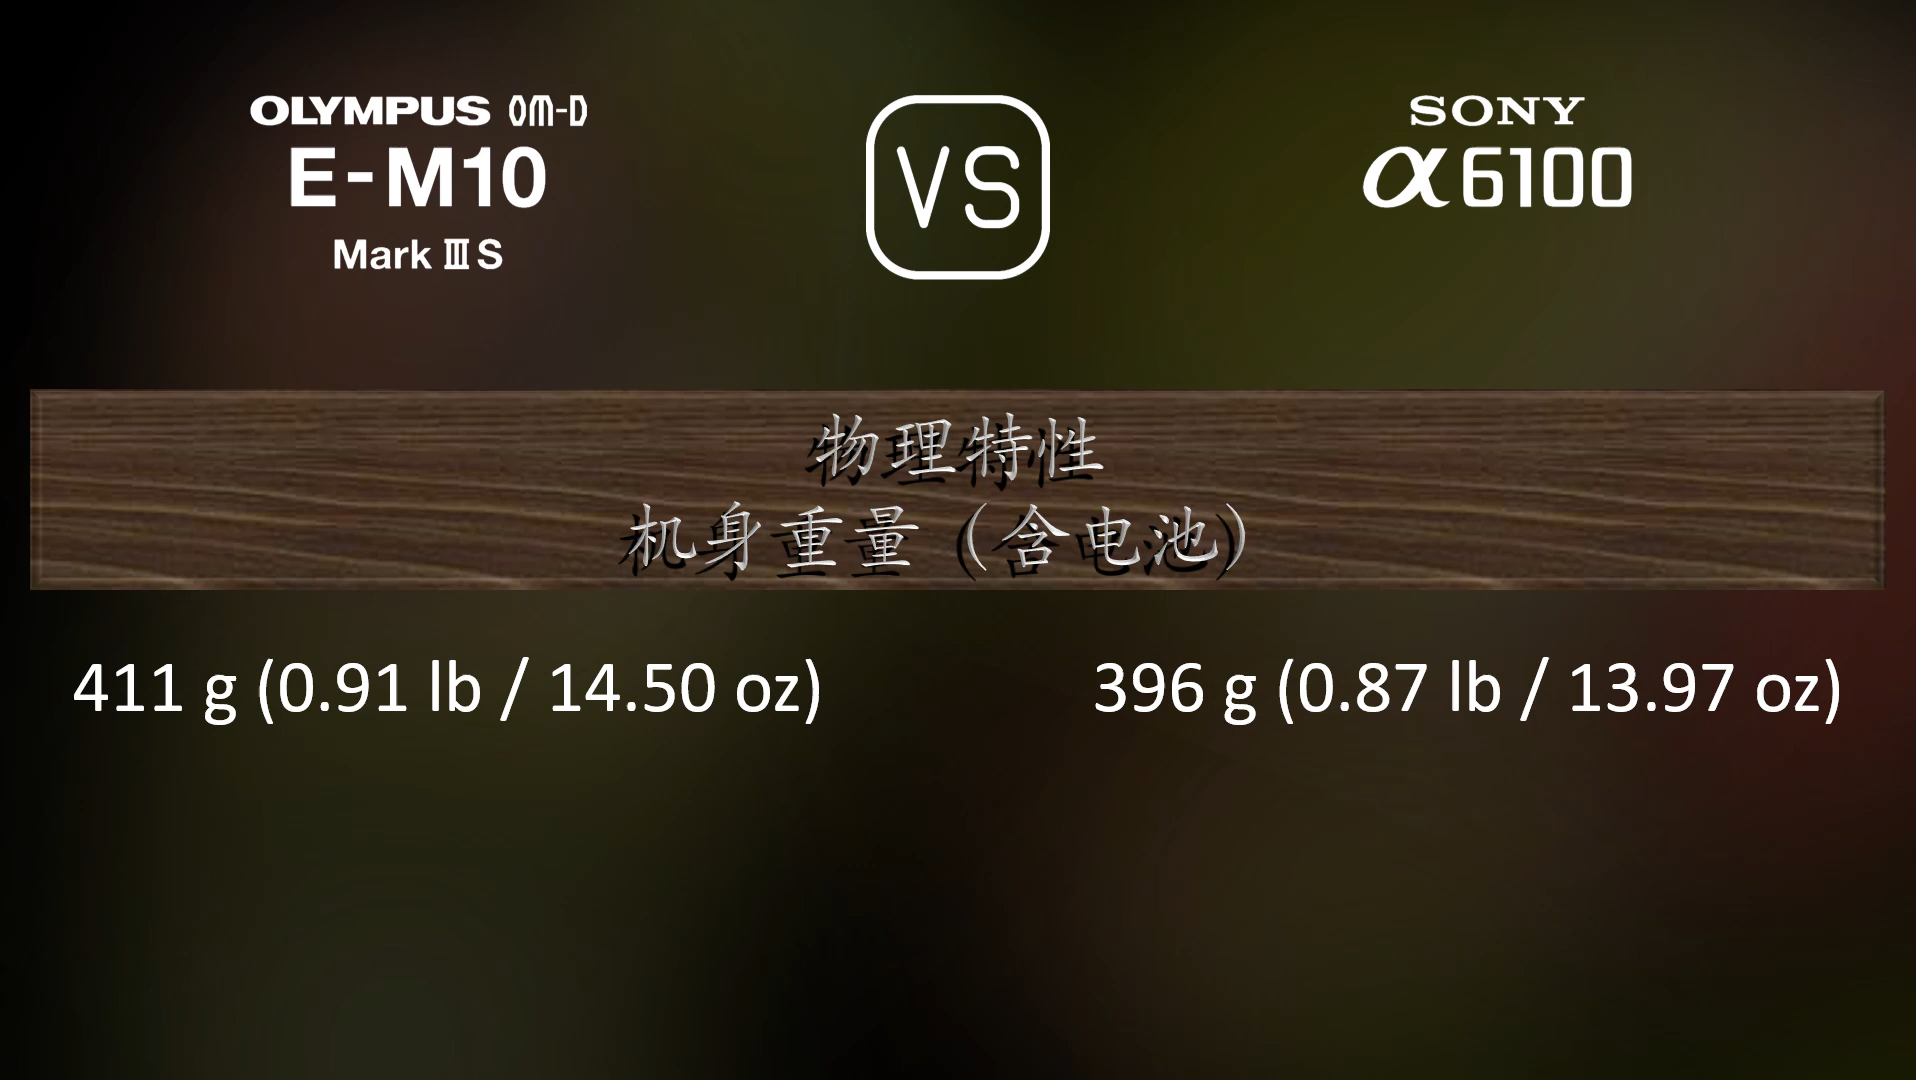 OLYMPUS OM-D
E-M10
Mark III S
VS
SONY
α6100
物理特性
机身重量（含电池）
411 g (0.91 lb / 14.50 oz)
396 g (0.87 lb / 13.97 oz)